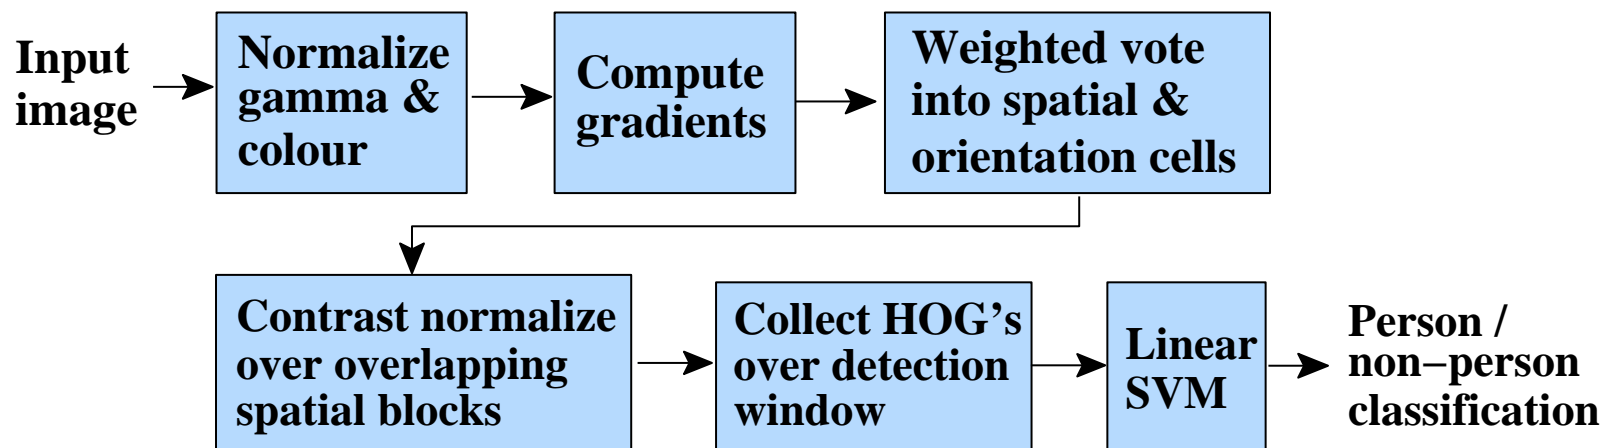 Input
image
Normalize
gamma &
colour
Compute
gradients
Weighted vote
into spatial &
orientation cells
Contrast normalize
over overlapping
spatial blocks
Collect HOG’s
over detection
window
Linear
SVM
Person /
non−person
classification